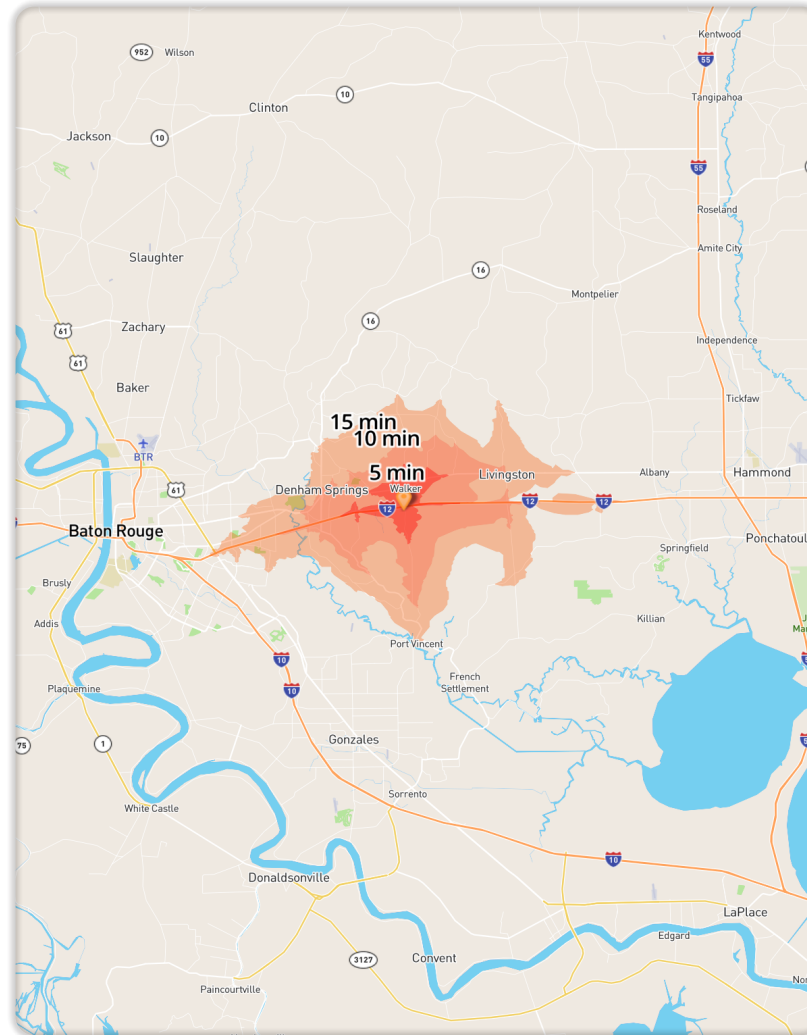 Kentwood
952
Wilson
55
10
Tangipahoa
Clinton
Jackson
10
55
Roseland
Amite City
Slaughter
16
Montpelier
16
Zachary
61
Independence
61
Baker
Tickfaw
15 min
10 min
BTR
5 min
Livingston
Albany
Hammond
Walker
Denham Springs
61
12
12
12
Baton Rouge
Ponchatoul
Springfield
Brusly
Killian
Addis
J
Mar
Port Vincent
10
French
Settlement
Plaquemine
10
75
1
Gonzales
5
Sorrento
White Castle
10
Donaldsonville
LaPlace
Edgard
3127
Convent
Nor
Paincourtville